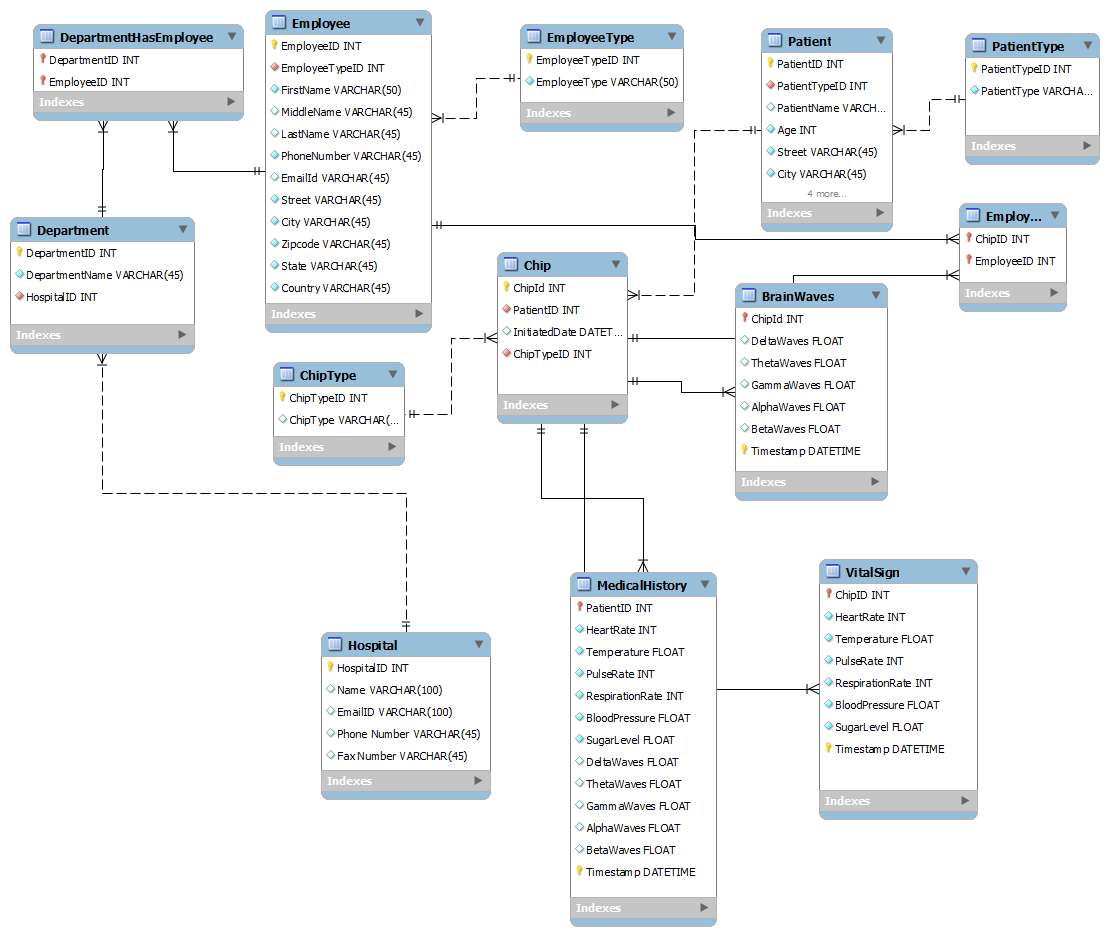 DepartmentHasEmployee
DepartmentID INT
EmployeeID INT
Indexes
Employee
EmployeeID INT
EmployeeTypeID INT
FirstName VARCHAR(50)
MiddleName VARCHAR(45)
LastName VARCHAR(45)
PhoneNumber VARCHAR(45)
EmailId VARCHAR(45)
Street VARCHAR(45)
City VARCHAR(45)
Zipcode VARCHAR(45)
State VARCHAR(45)
Country VARCHAR(45)
Indexes
EmployeeType
EmployeeTypeID INT
EmployeeType VARCHAR(50)
Indexes
Patient
PatientID INT
PatientTypeID INT
PatientName VARCH...
Age INT
Street VARCHAR(45)
City VARCHAR(45)
4 more...
Indexes
PatientType
PatientTypeID INT
PatientType VARCHA...
Indexes
Department
DepartmentID INT
DepartmentName VARCHAR(45)
HospitalID INT
Indexes
Chip
ChipId INT
PatientID INT
InitiatedDate DATET...
ChipTypeID INT
Indexes
Employ...
ChipID INT
EmployeeID INT
Indexes
BrainWaves
ChipId INT
DeltaWaves FLOAT
ThetaWaves FLOAT
GammaWaves FLOAT
AlphaWaves FLOAT
BetaWaves FLOAT
Timestamp DATETIME
Indexes
ChipType
ChipTypeID INT
ChipType VARCHAR(...
Indexes
Hospital
HospitalID INT
Name VARCHAR(100)
EmailID VARCHAR(100)
Phone Number VARCHAR(45)
Fax Number VARCHAR(45)
Indexes
MedicalHistory
PatientID INT
HeartRate INT
Temperature FLOAT
PulseRate INT
RespirationRate INT
BloodPressure FLOAT
SugarLevel FLOAT
DeltaWaves FLOAT
ThetaWaves FLOAT
GammaWaves FLOAT
AlphaWaves FLOAT
BetaWaves FLOAT
Timestamp DATETIME
Indexes
VitalSign
ChipID INT
HeartRate INT
Temperature FLOAT
PulseRate INT
RespirationRate INT
BloodPressure FLOAT
SugarLevel FLOAT
Timestamp DATETIME
Indexes